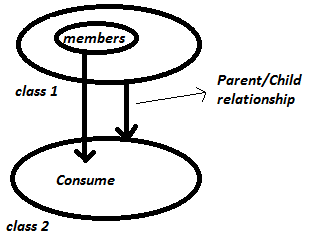 members
class 1
Parent/Child
relationship
Consume
class 2